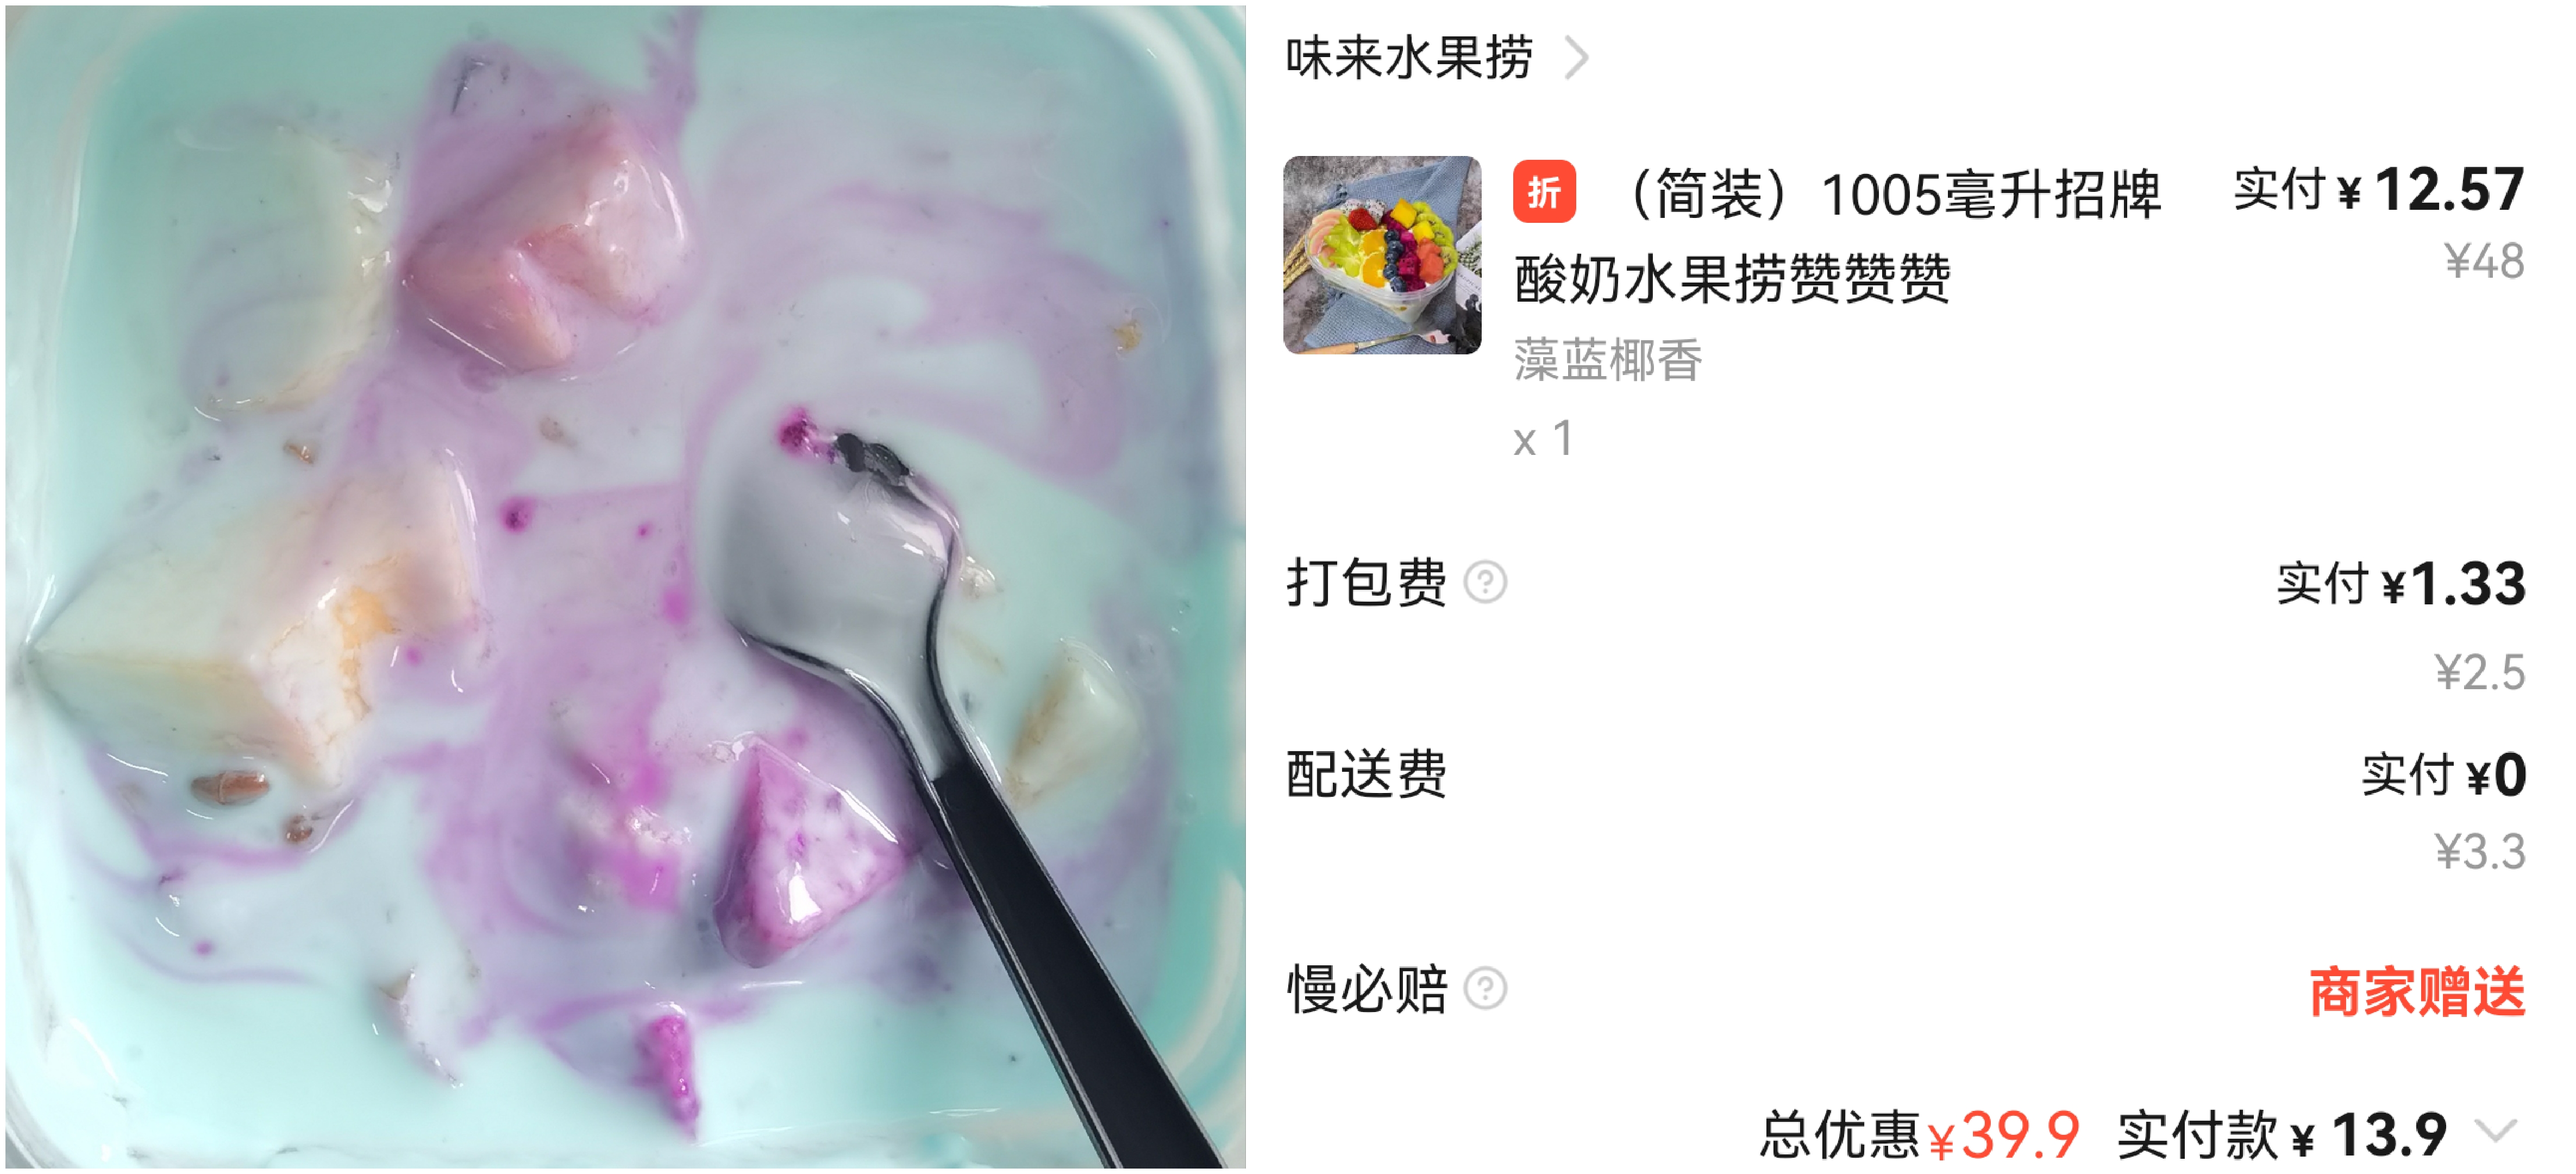 味来水果捞
折 （简装）1005毫升招牌 实付¥12.57
酸奶水果捞赞赞赞 ¥48
藻蓝椰香
x 1
打包费 实付¥1.33
¥2.5
配送费 实付¥0
¥3.3
慢必赔 商家赠送
总优惠¥39.9 实付款¥13.9